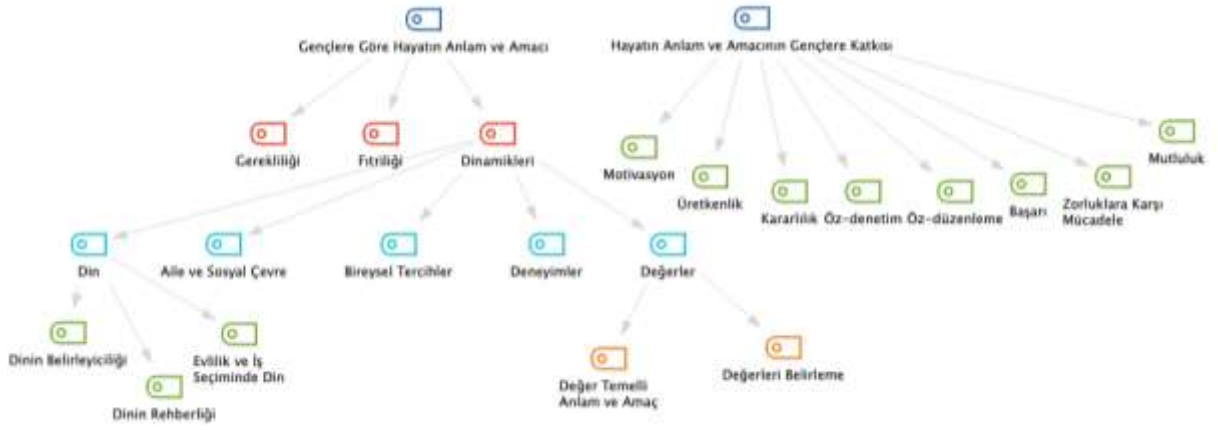 Gençlere Göre Hayatın Anlam ve Amacı
Hayatın Anlam ve Amacının Gençlere Katkısı
Gerekliliği
Fıtriliği
Dinamikleri
Motivasyon
Üretkenlik
Kararlılık
Öz-denetim
Öz-düzenleme
Başarı
Zorluklara Karşı
Mücadele
Mutluluk
Din
Aile ve Sosyal Çevre
Bireysel Tercihler
Deneyimler
Değerler
Dinin Belirleyiciliği
Dinin Rehberliği
Evlilik ve İş
Seçiminde Din
Değer Temelli
Anlam ve Amaç
Değerleri Belirleme